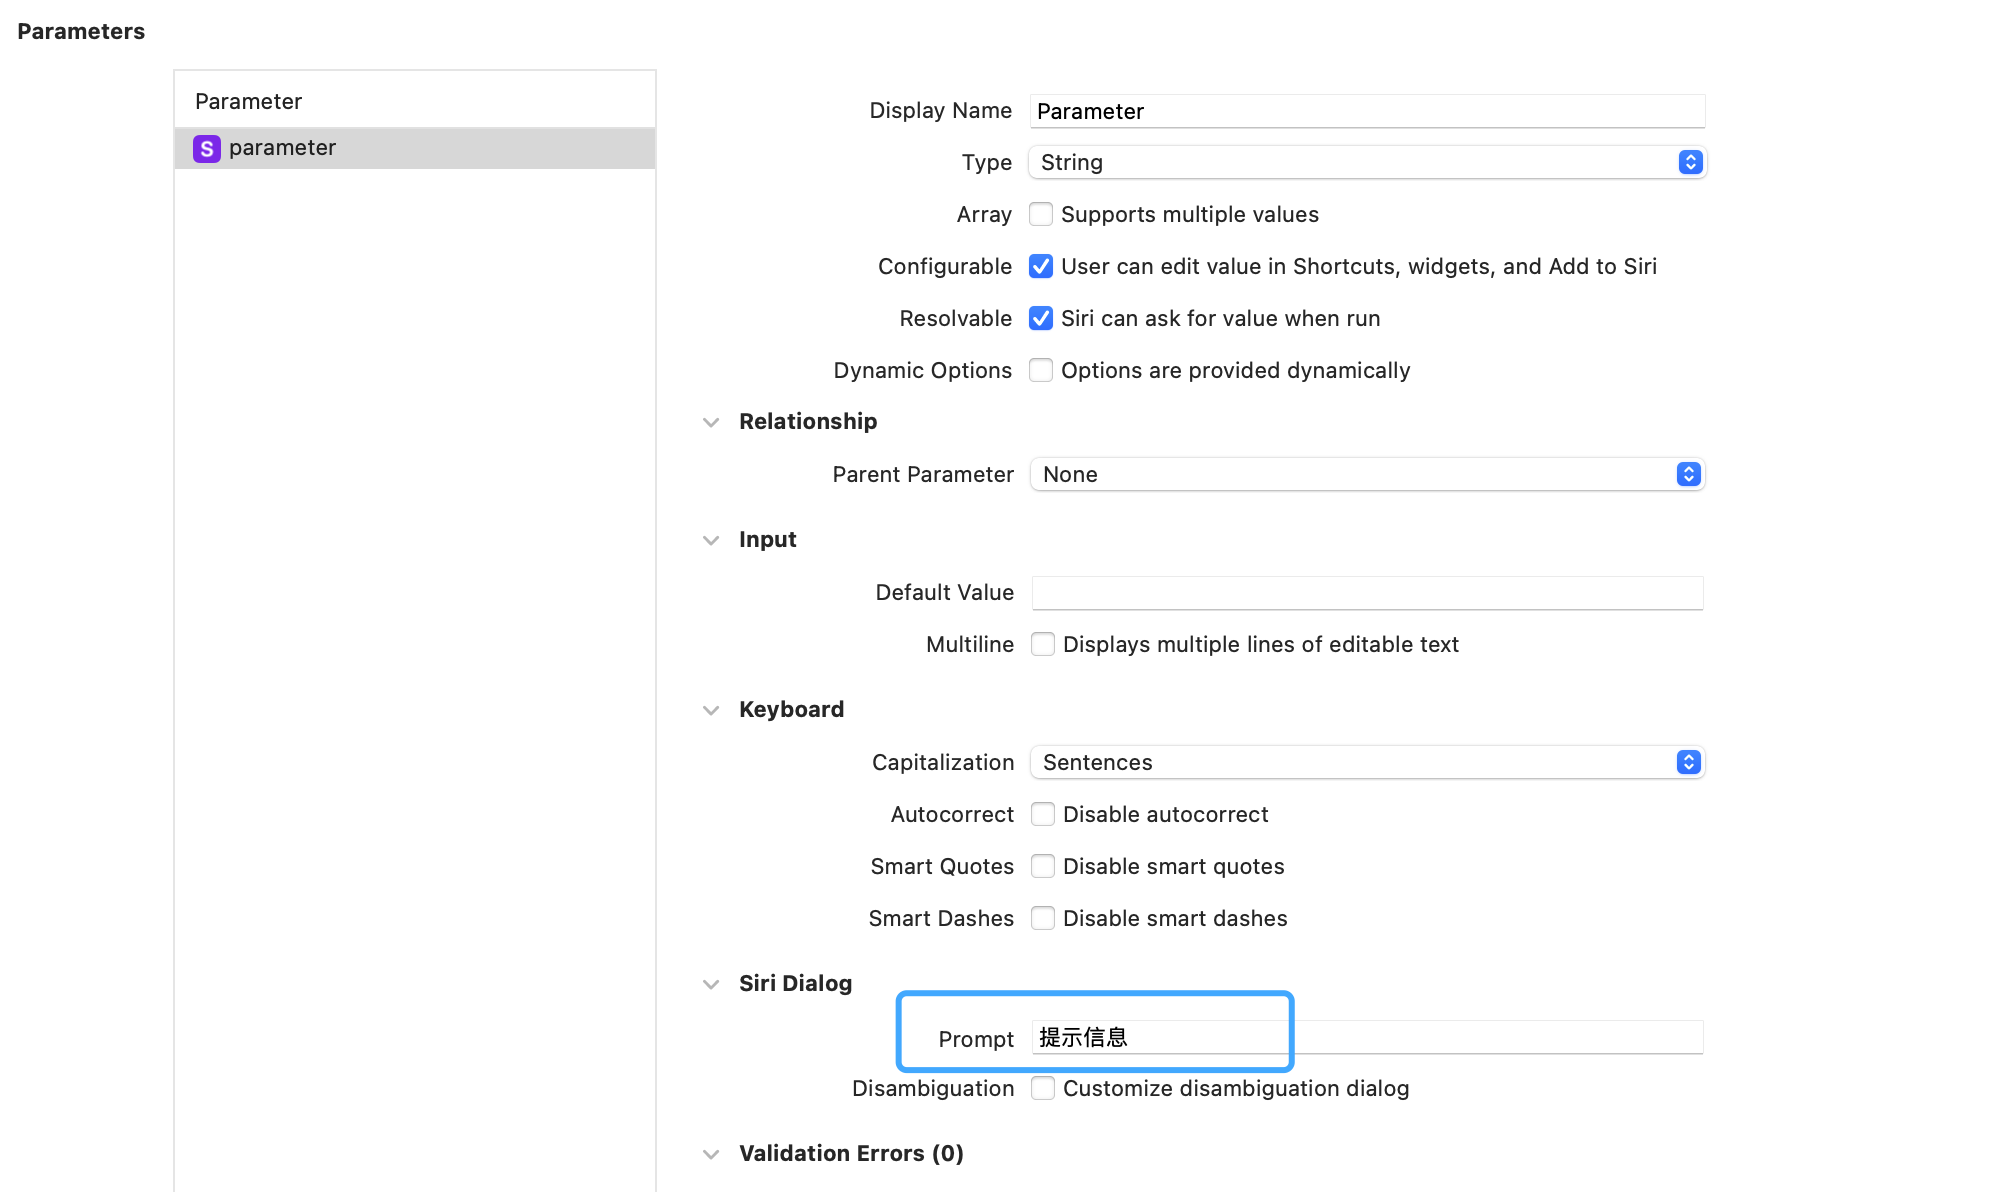 Parameters
Parameter
S parameter
Display Name Parameter
Type String
Array Supports multiple values
Configurable User can edit value in Shortcuts, widgets, and Add to Siri
Resolvable Siri can ask for value when run
Dynamic Options Options are provided dynamically
Relationship
Parent Parameter None
Input
Default Value
Multiline Displays multiple lines of editable text
Keyboard
Capitalization Sentences
Autocorrect Disable autocorrect
Smart Quotes Disable smart quotes
Smart Dashes Disable smart dashes
Siri Dialog
Prompt 提示信息
Disambiguation Customize disambiguation dialog
Validation Errors (0)